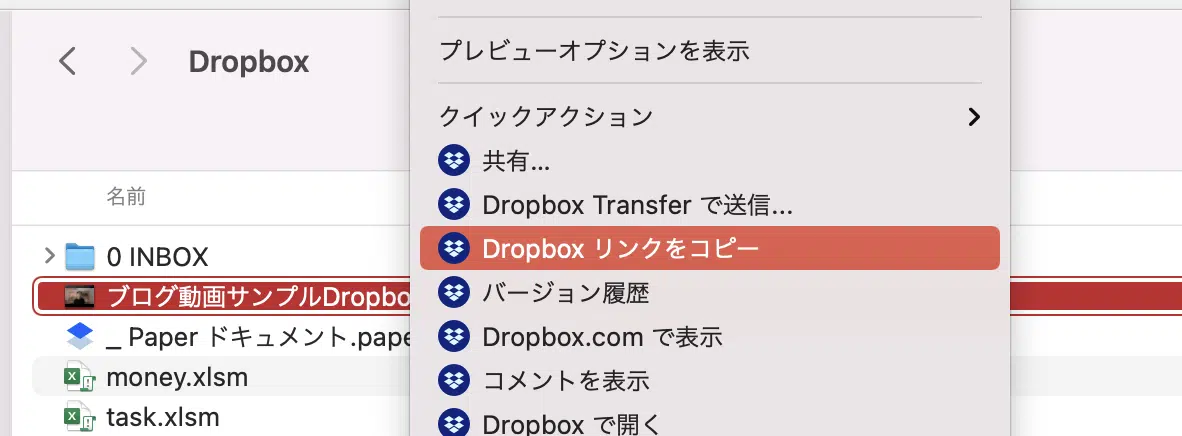 Dropbox
名前
0 INBOX
ブログ動画サンプルDropbo
_ Paper ドキュメント.pape
money.xlsm
task.xlsm
プレビューオプションを表示
クイックアクション
共有...
Dropbox Transfer で送信...
Dropbox リンクをコピー
バージョン履歴
Dropbox.com で表示
コメントを表示
Dropbox で開く